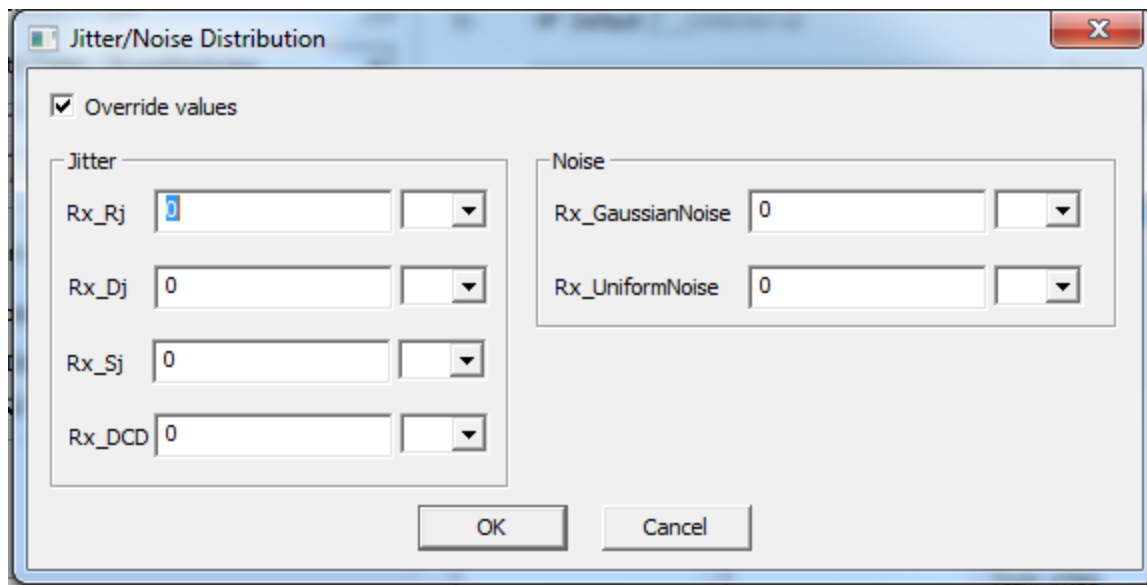 Jitter/Noise Distribution
Override values
Jitter
Rx_Rj 0
Rx_Dj 0
Rx_Sj 0
Rx_DCD 0
Noise
Rx_GaussianNoise 0
Rx_UniformNoise 0
OK Cancel